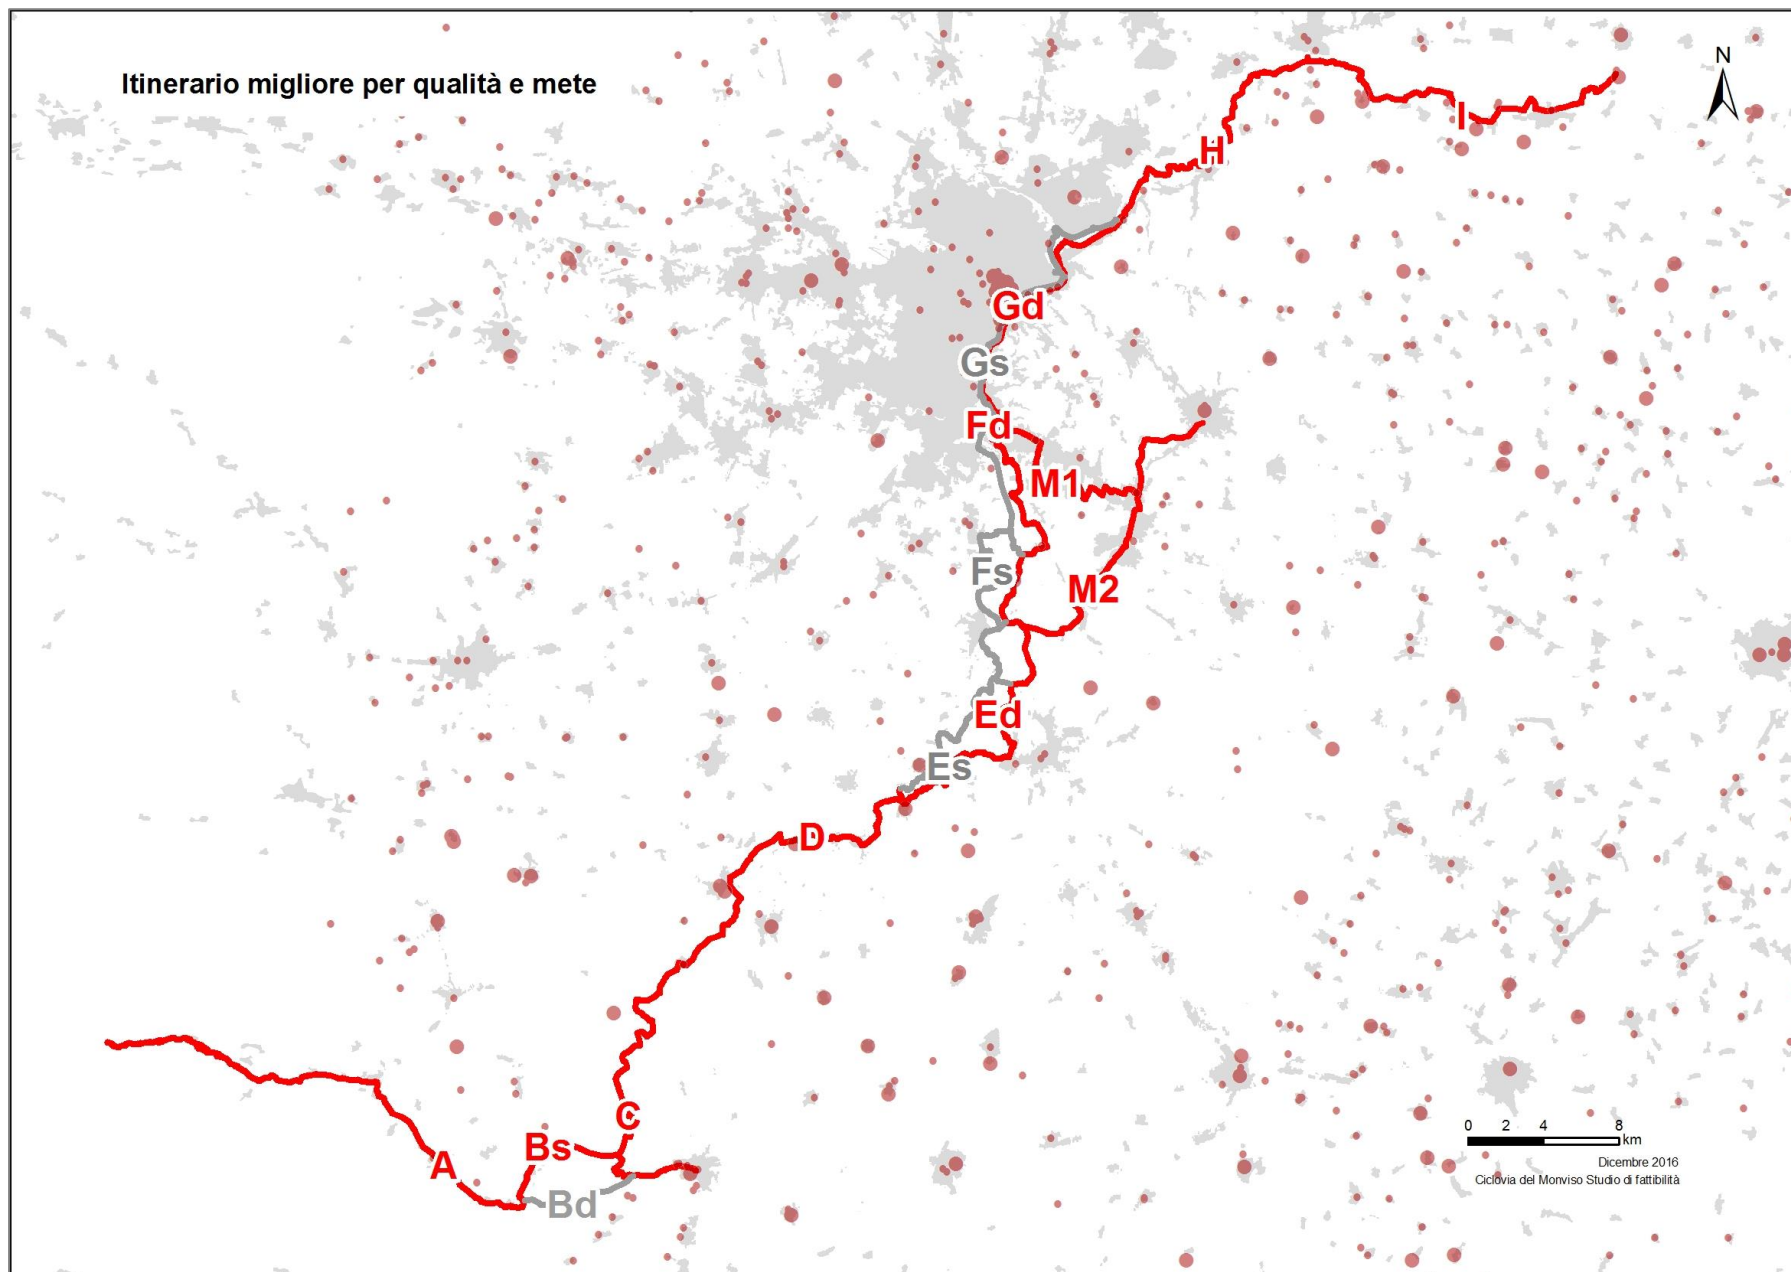 Itinerario migliore per qualità e mete
N
I
H
Gd
Gs
Fd
M1
Fs
M2
Ed
Es
D
C
Bs
A
Bd
0 2 4 8
km
Dicembre 2016
Ciclovia del Monviso Studio di fattibilità